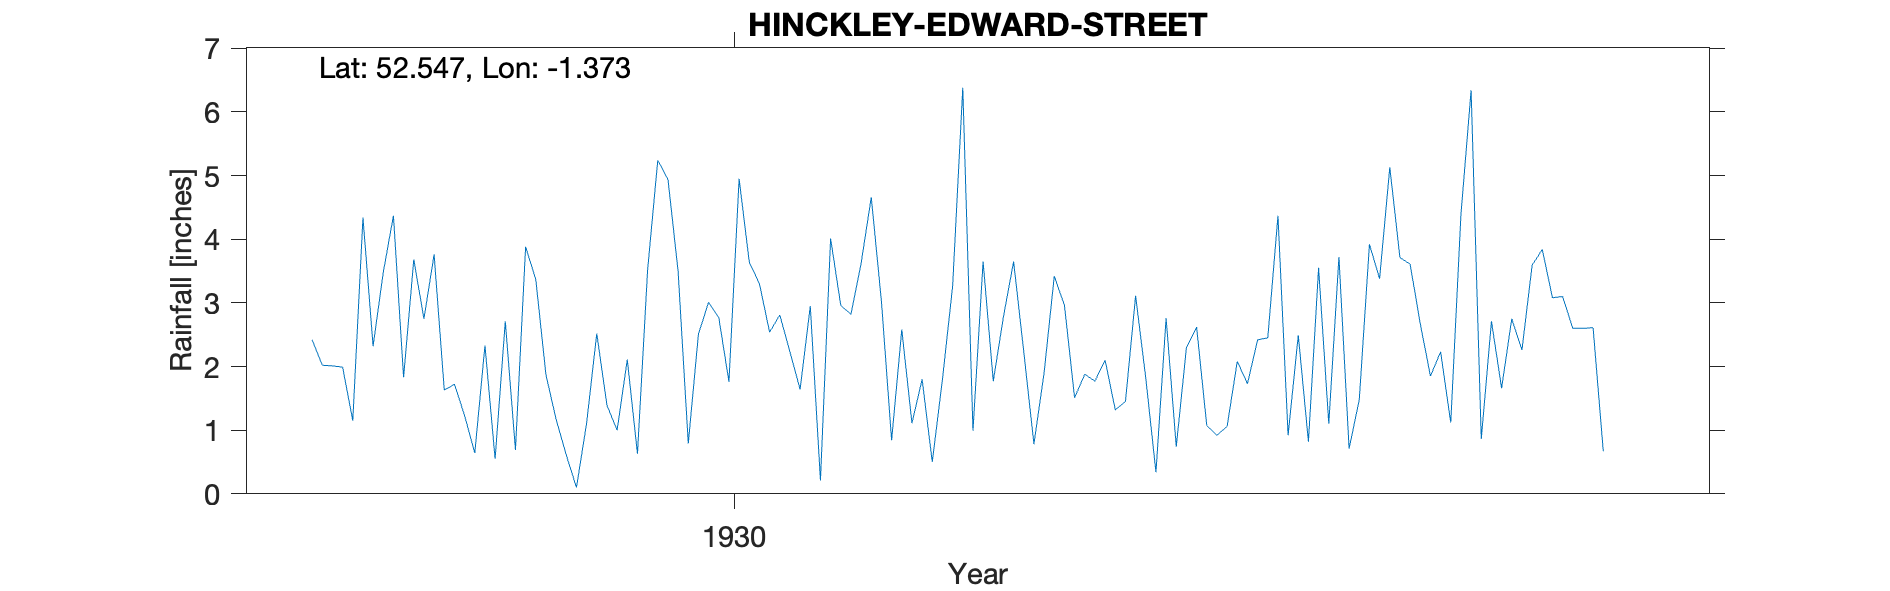 HINCKLEY-EDWARD-STREET
Lat: 52.547, Lon: -1.373
7
6
5
4
3
2
1
0
Rainfall [inches]
1930
Year